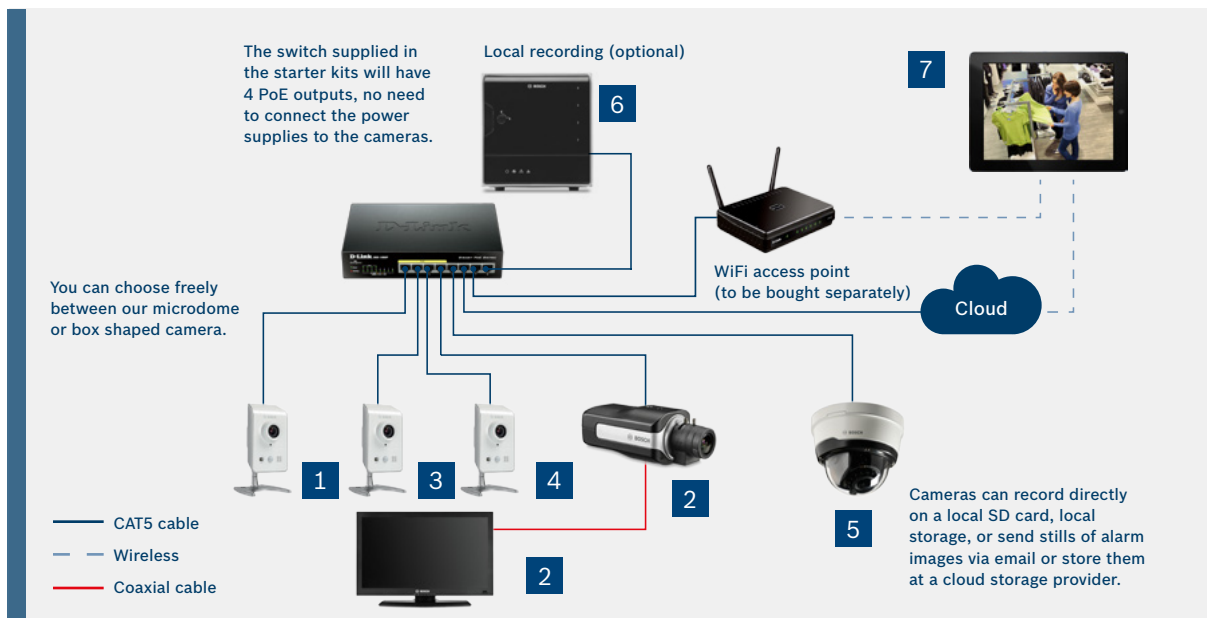 The switch supplied in
the starter kits will have
4 PoE outputs, no need
to connect the power
supplies to the cameras.
Local recording (optional)
BOSCH
6
7
D-Link
D-Link
WiFi access point
(to be bought separately)
Cloud
You can choose freely
between our microdome
or box shaped camera.
BOSCH
BOSCH
1
3
4
2
5
2
Cameras can record directly
on a local SD card, local
storage, or send stills of alarm
images via email or store them
at a cloud storage provider.
CAT5 cable
Wireless
Coaxial cable